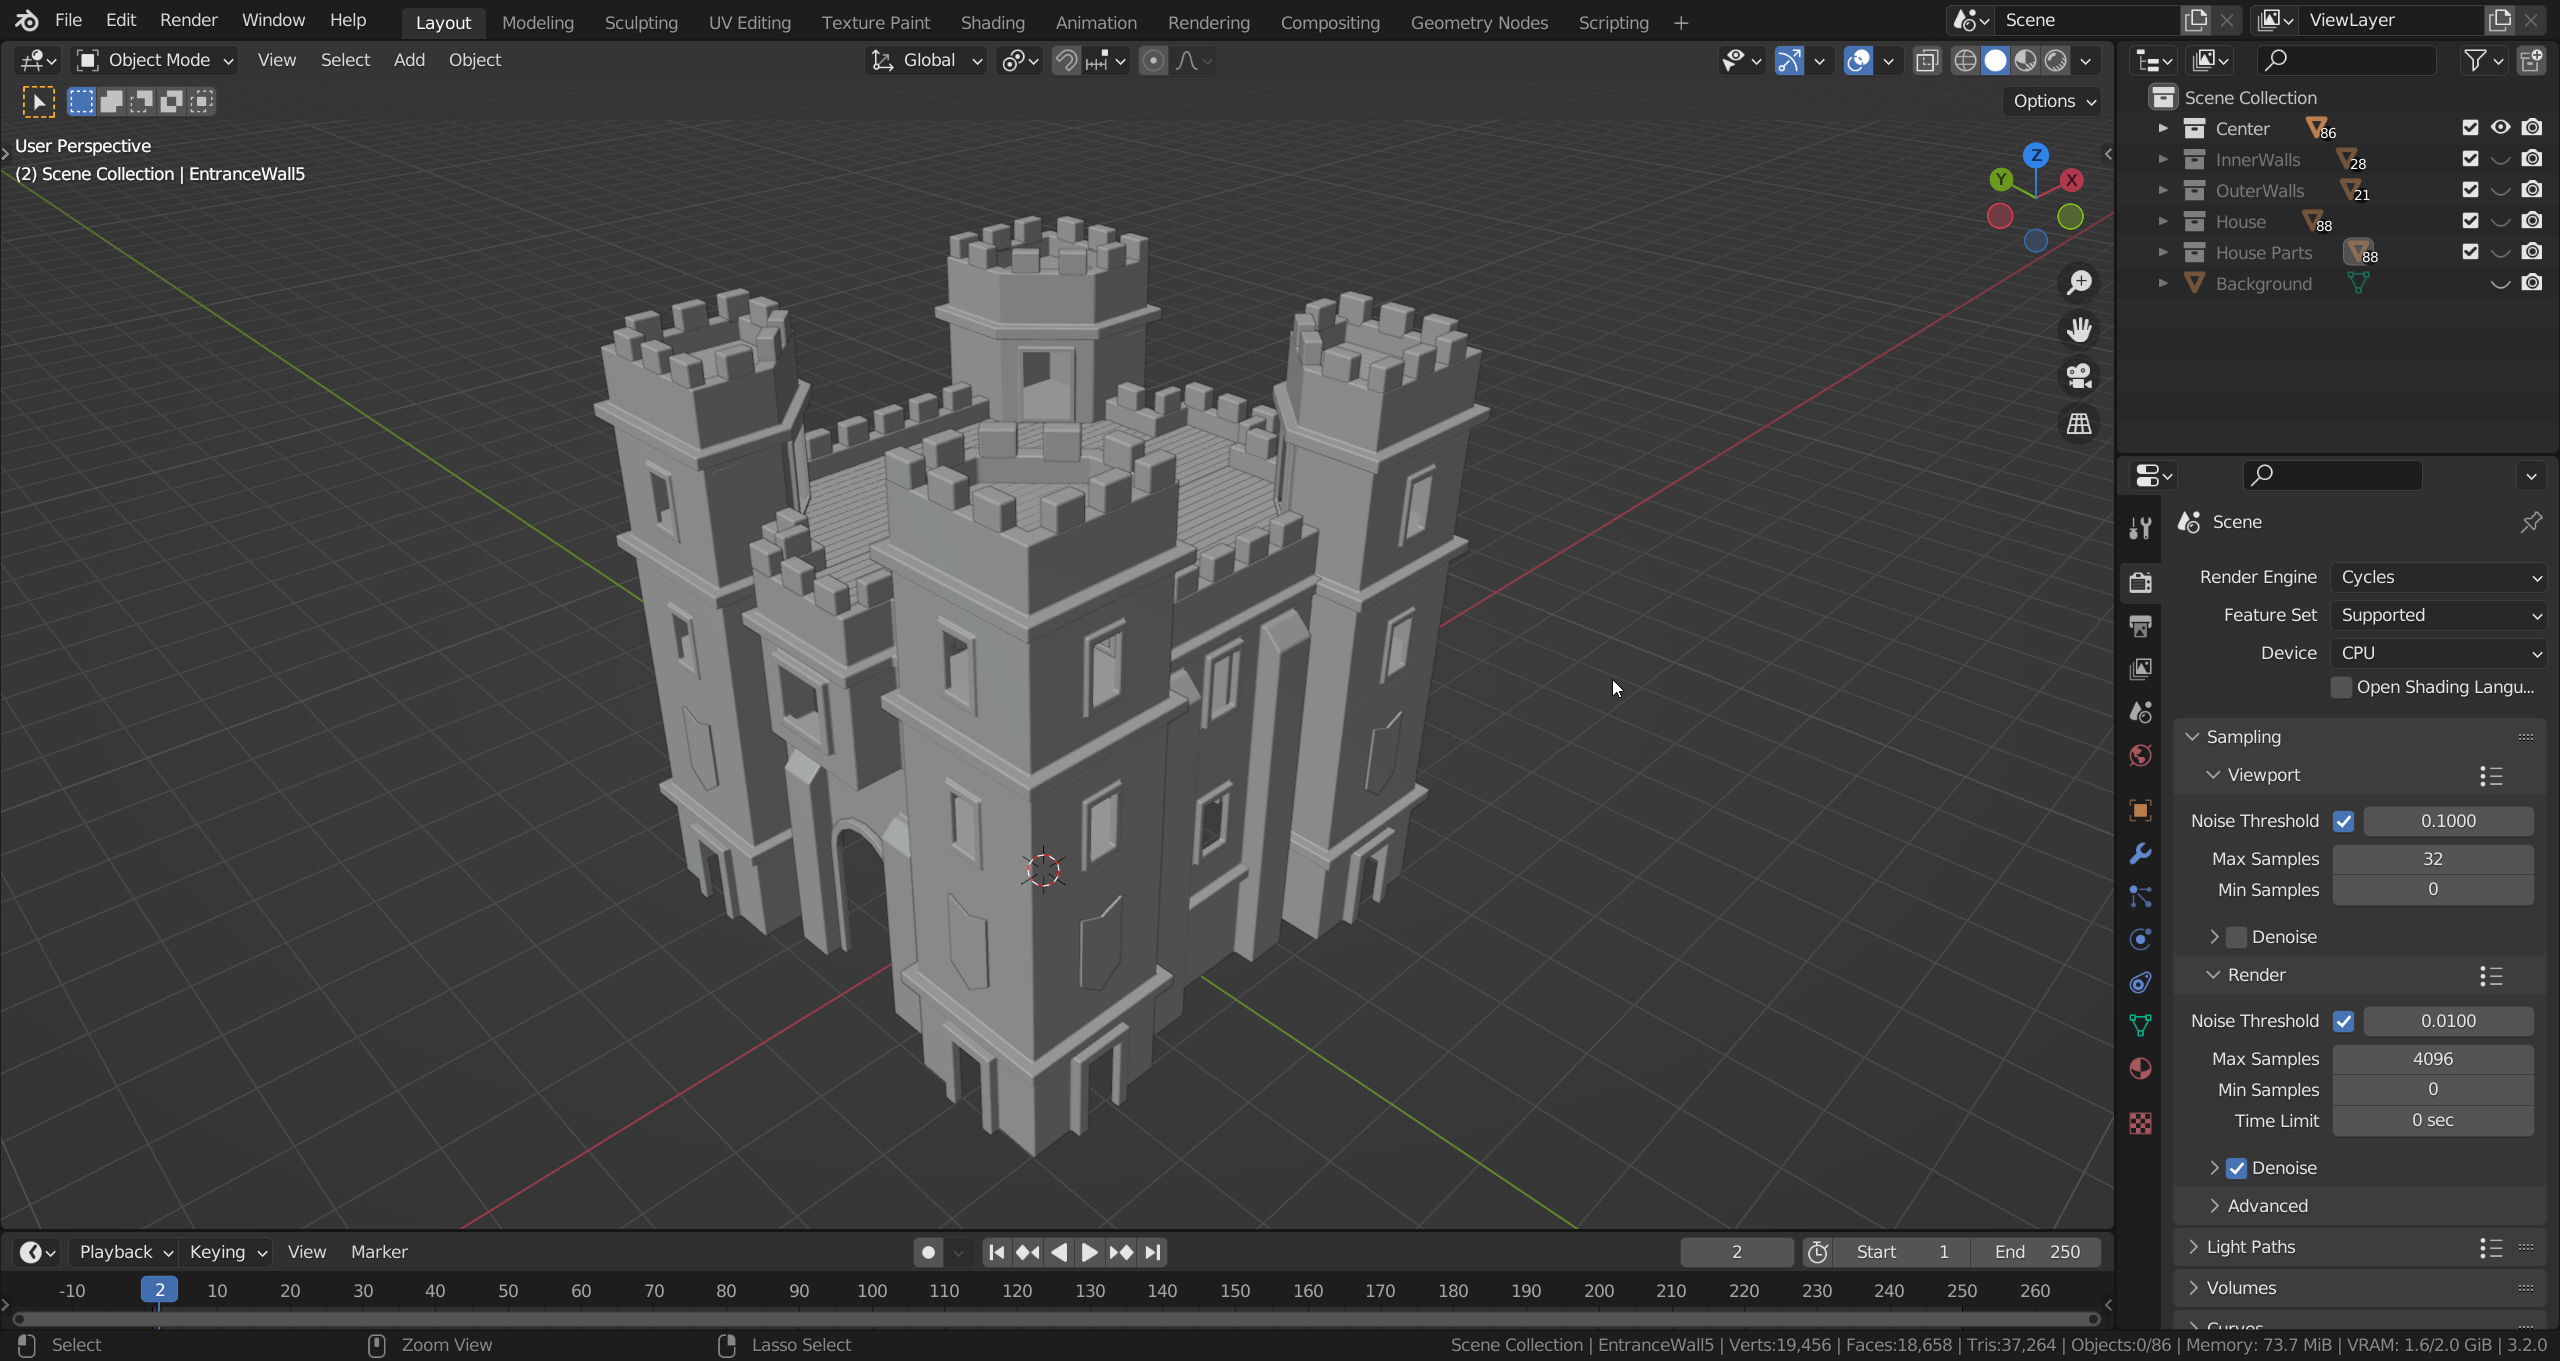 File Edit Render Window Help Layout Modeling Sculpting UV Editing Texture Paint Shading Animation Rendering Compositing Geometry Nodes Scripting + Scene ViewLayer
Object Mode View Select Add Object Global
Options
User Perspective
(2) Scene Collection | EntranceWall5
Z
Y
X
Scene Collection
Center 86
InnerWalls 28
OuterWalls 21
House 88
House Parts 88
Background
Scene
Render Engine Cycles
Feature Set Supported
Device CPU
Open Shading Langu...
Sampling
Viewport
Noise Threshold 0.1000
Max Samples 32
Min Samples 0
Denoise
Render
Noise Threshold 0.0100
Max Samples 4096
Min Samples 0
Time Limit 0 sec
Denoise
Advanced
Light Paths
Volumes
Curves
Playback Keying View Marker 2 Start 1 End 250
-10 2 10 20 30 40 50 60 70 80 90 100 110 120 130 140 150 160 170 180 190 200 210 220 230 240 250 260
Select Zoom View Lasso Select Scene Collection | EntranceWall5 | Verts:19,456 | Faces:18,658 | Tris:37,264 | Objects:0/86 | Memory: 73.7 MiB | VRAM: 1.6/2.0 GiB | 3.2.0